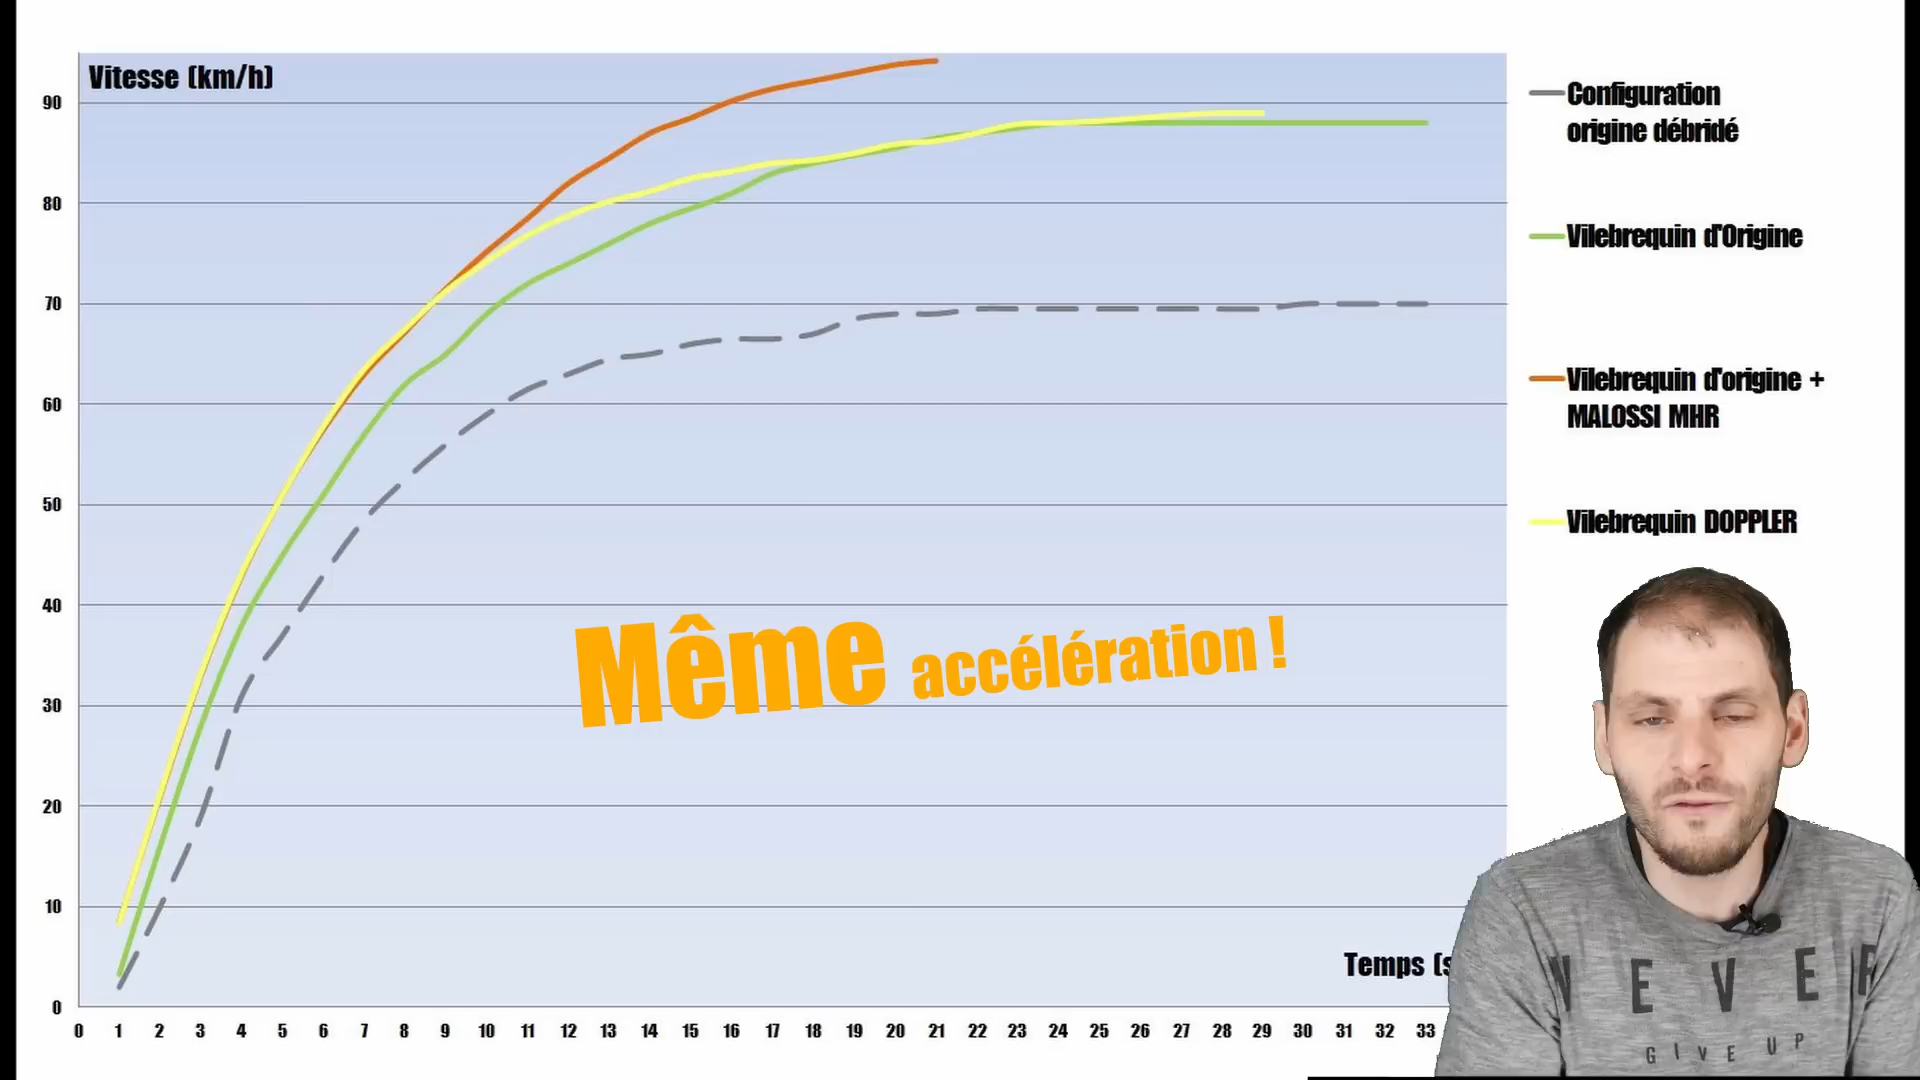 Vitesse (km/h)
90
80
70
60
50
40
30
20
10
0
0 1 2 3 4 5 6 7 8 9 10 11 12 13 14 15 16 17 18 19 20 21 22 23 24 25 26 27 28 29 30 31 32 33
Temps (s
Configuration
origine débridé
Vilebrequin d'Origine
Vilebrequin d'origine +
MALOSSI MHR
Vilebrequin DOPPLER
Même accélération !
NEVER
GIVE UP